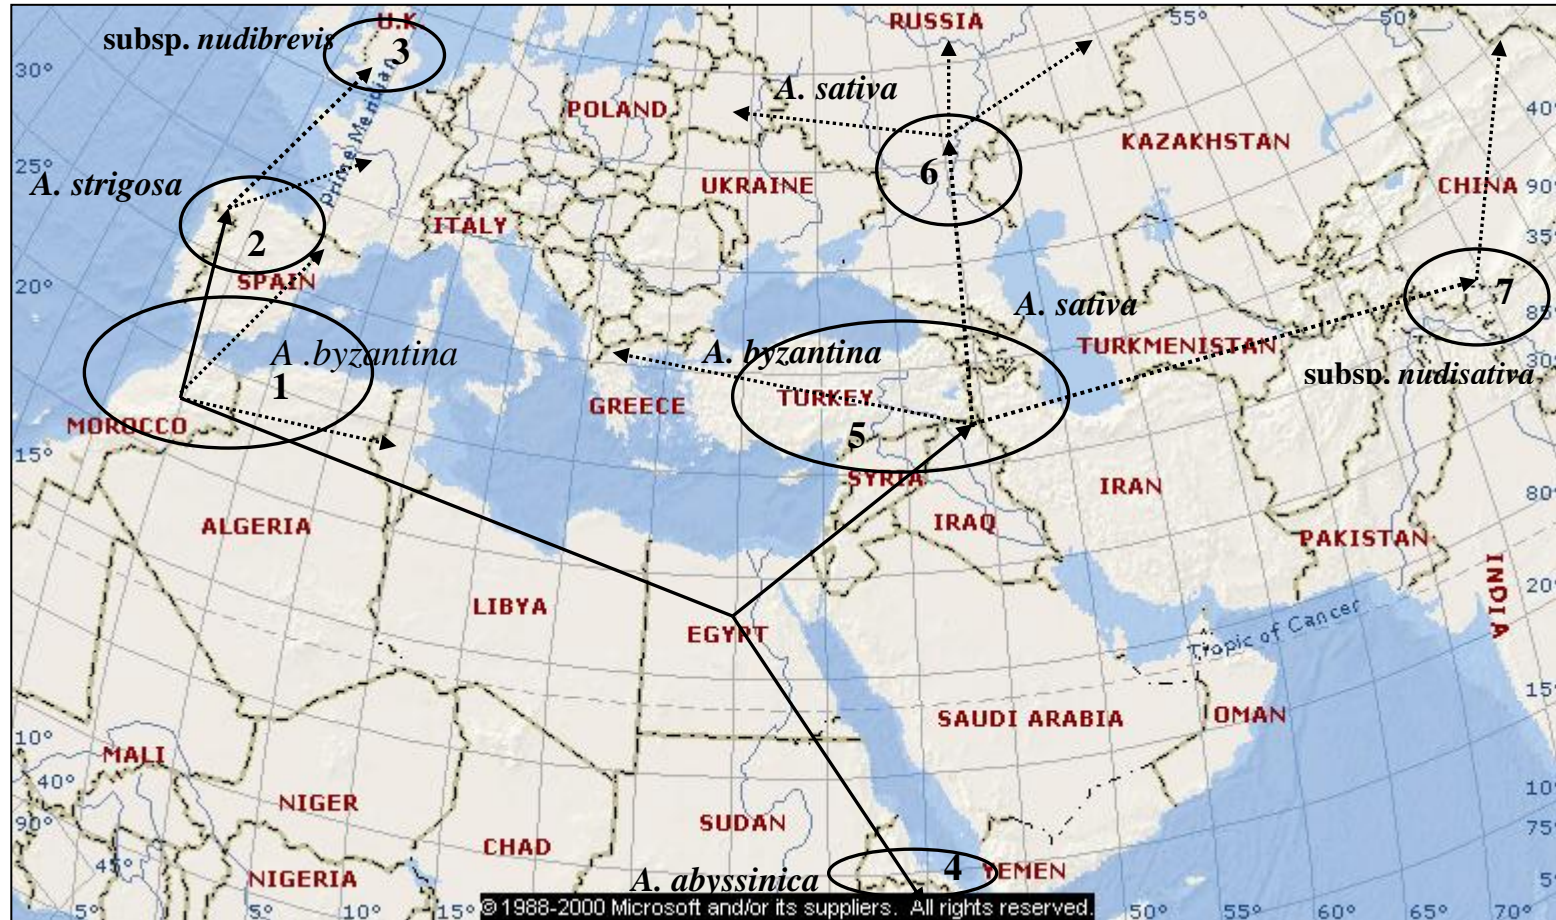 U.K.
RUSSIA
55°
50°
subsp. nudibrevis
3
30°
Prime Meridian
A. sativa
POLAND
KAZAKHSTAN
40°
25°
A. strigosa
UKRAINE
6
CHINA
90°
ITALY
2
35°
20°
SPAIN
7
85°
A. sativa
A .byzantina
A. byzantina
TURKMENISTAN
30°
1
subsp. nudisativa
TURKEY
GREECE
MOROCCO
5
15°
SYRIA
IRAN
80°
ALGERIA
IRAQ
PAKISTAN
INDIA
20°
LIBYA
EGYPT
Tropic of Cancer
15°
SAUDI ARABIA
OMAN
10°
MALI
40°
10°
NIGER
90°
SUDAN
75°
CHAD
45°
4
YEMEN
NIGERIA
A. abyssinica
5°
5°
10°
15°
© 1988-2000 Microsoft and/or its suppliers. All rights reserved.
50°
55°
60°
65°
70°
5°